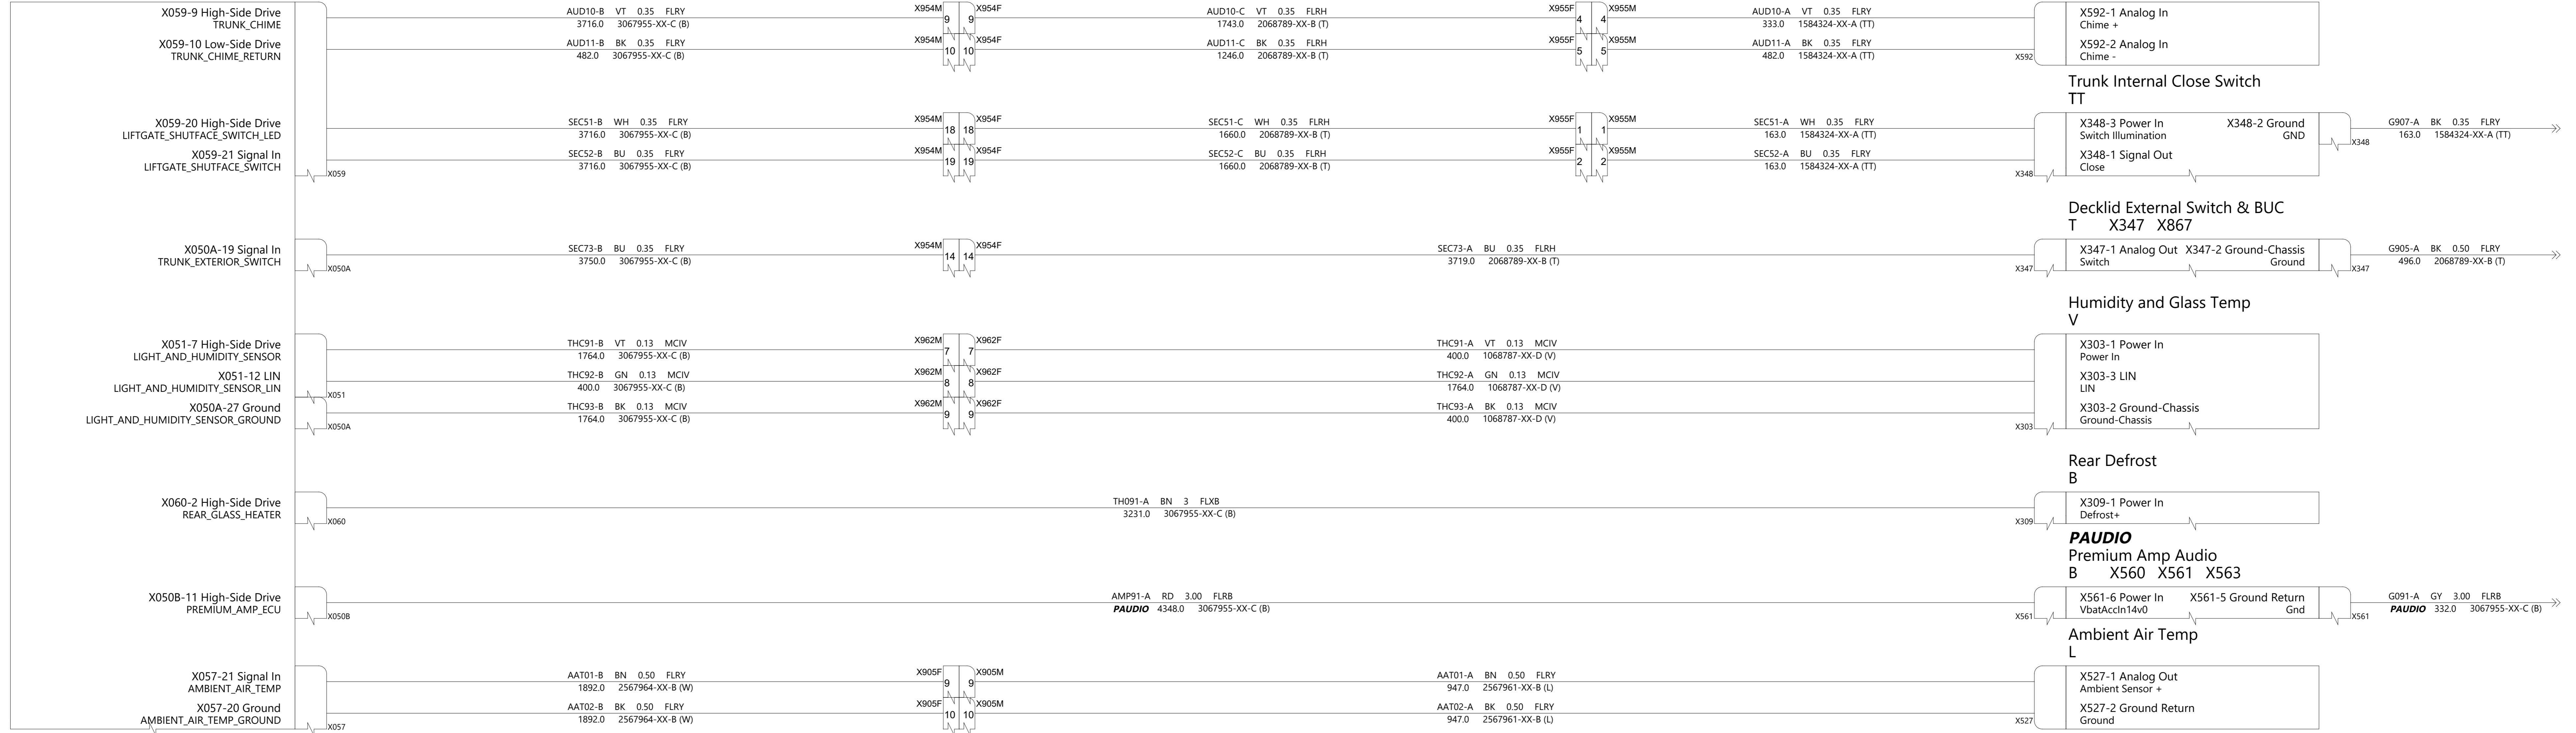 X059-9 High-Side Drive
TRUNK_CHIME
AUD10-B VT 0.35 FLRY
3716.0 3067955-XX-C (B)
X954M 9 9 X954F
AUD10-C VT 0.35 FLRH
1743.0 2068789-XX-B (T)
X955F 4 4 X955M
AUD10-A VT 0.35 FLRY
333.0 1584324-XX-A (TT)
X592-1 Analog In
Chime +
X059-10 Low-Side Drive
TRUNK_CHIME_RETURN
AUD11-B BK 0.35 FLRY
482.0 3067955-XX-C (B)
X954M 10 10 X954F
AUD11-C BK 0.35 FLRH
1246.0 2068789-XX-B (T)
X955F 5 5 X955M
AUD11-A BK 0.35 FLRY
482.0 1584324-XX-A (TT)
X592
X592-2 Analog In
Chime -
Trunk Internal Close Switch
TT
X059-20 High-Side Drive
LIFTGATE_SHUTFACE_SWITCH_LED
SEC51-B WH 0.35 FLRY
3716.0 3067955-XX-C (B)
X954M 18 18 X954F
SEC51-C WH 0.35 FLRH
1660.0 2068789-XX-B (T)
X955F 1 1 X955M
SEC51-A WH 0.35 FLRY
163.0 1584324-XX-A (TT)
X348-3 Power In X348-2 Ground
Switch Illumination GND
X348
G907-A BK 0.35 FLRY
163.0 1584324-XX-A (TT)
X059-21 Signal In
LIFTGATE_SHUTFACE_SWITCH
X059
SEC52-B BU 0.35 FLRY
3716.0 3067955-XX-C (B)
X954M 19 19 X954F
SEC52-C BU 0.35 FLRH
1660.0 2068789-XX-B (T)
X955F 2 2 X955M
SEC52-A BU 0.35 FLRY
163.0 1584324-XX-A (TT)
X348
X348-1 Signal Out
Close
Decklid External Switch & BUC
T X347 X867
X050A-19 Signal In
TRUNK_EXTERIOR_SWITCH
X050A
SEC73-B BU 0.35 FLRY
3750.0 3067955-XX-C (B)
X954M 14 14 X954F
SEC73-A BU 0.35 FLRH
3719.0 2068789-XX-B (T)
X347
X347-1 Analog Out X347-2 Ground-Chassis
Switch Ground
X347
G905-A BK 0.50 FLRY
496.0 2068789-XX-B (T)
Humidity and Glass Temp
V
X051-7 High-Side Drive
LIGHT_AND_HUMIDITY_SENSOR
THC91-B VT 0.13 MCIV
1764.0 3067955-XX-C (B)
X962M 7 7 X962F
THC91-A VT 0.13 MCIV
400.0 1068787-XX-D (V)
X303-1 Power In
Power In
X051-12 LIN
LIGHT_AND_HUMIDITY_SENSOR_LIN
X051
THC92-B GN 0.13 MCIV
400.0 3067955-XX-C (B)
X962M 8 8 X962F
THC92-A GN 0.13 MCIV
1764.0 1068787-XX-D (V)
X303-3 LIN
LIN
X050A-27 Ground
LIGHT_AND_HUMIDITY_SENSOR_GROUND
X050A
THC93-B BK 0.13 MCIV
1764.0 3067955-XX-C (B)
X962M 9 9 X962F
THC93-A BK 0.13 MCIV
400.0 1068787-XX-D (V)
X303
X303-2 Ground-Chassis
Ground-Chassis
Rear Defrost
B
X060-2 High-Side Drive
REAR_GLASS_HEATER
X060
TH091-A BN 3 FLXB
3231.0 3067955-XX-C (B)
X309
X309-1 Power In
Defrost+
PAUDIO
Premium Amp Audio
B X560 X561 X563
X050B-11 High-Side Drive
PREMIUM_AMP_ECU
X050B
AMP91-A RD 3.00 FLRB
PAUDIO 4348.0 3067955-XX-C (B)
X561
X561-6 Power In X561-5 Ground Return
VbatAccIn14v0 Gnd
X561
G091-A GY 3.00 FLRB
PAUDIO 332.0 3067955-XX-C (B)
Ambient Air Temp
L
X057-21 Signal In
AMBIENT_AIR_TEMP
AAT01-B BN 0.50 FLRY
1892.0 2567964-XX-B (W)
X905F 9 9 X905M
AAT01-A BN 0.50 FLRY
947.0 2567961-XX-B (L)
X527-1 Analog Out
Ambient Sensor +
X057-20 Ground
AMBIENT_AIR_TEMP_GROUND
X057
AAT02-B BK 0.50 FLRY
1892.0 2567964-XX-B (W)
X905F 10 10 X905M
AAT02-A BK 0.50 FLRY
947.0 2567961-XX-B (L)
X527
X527-2 Ground Return
Ground